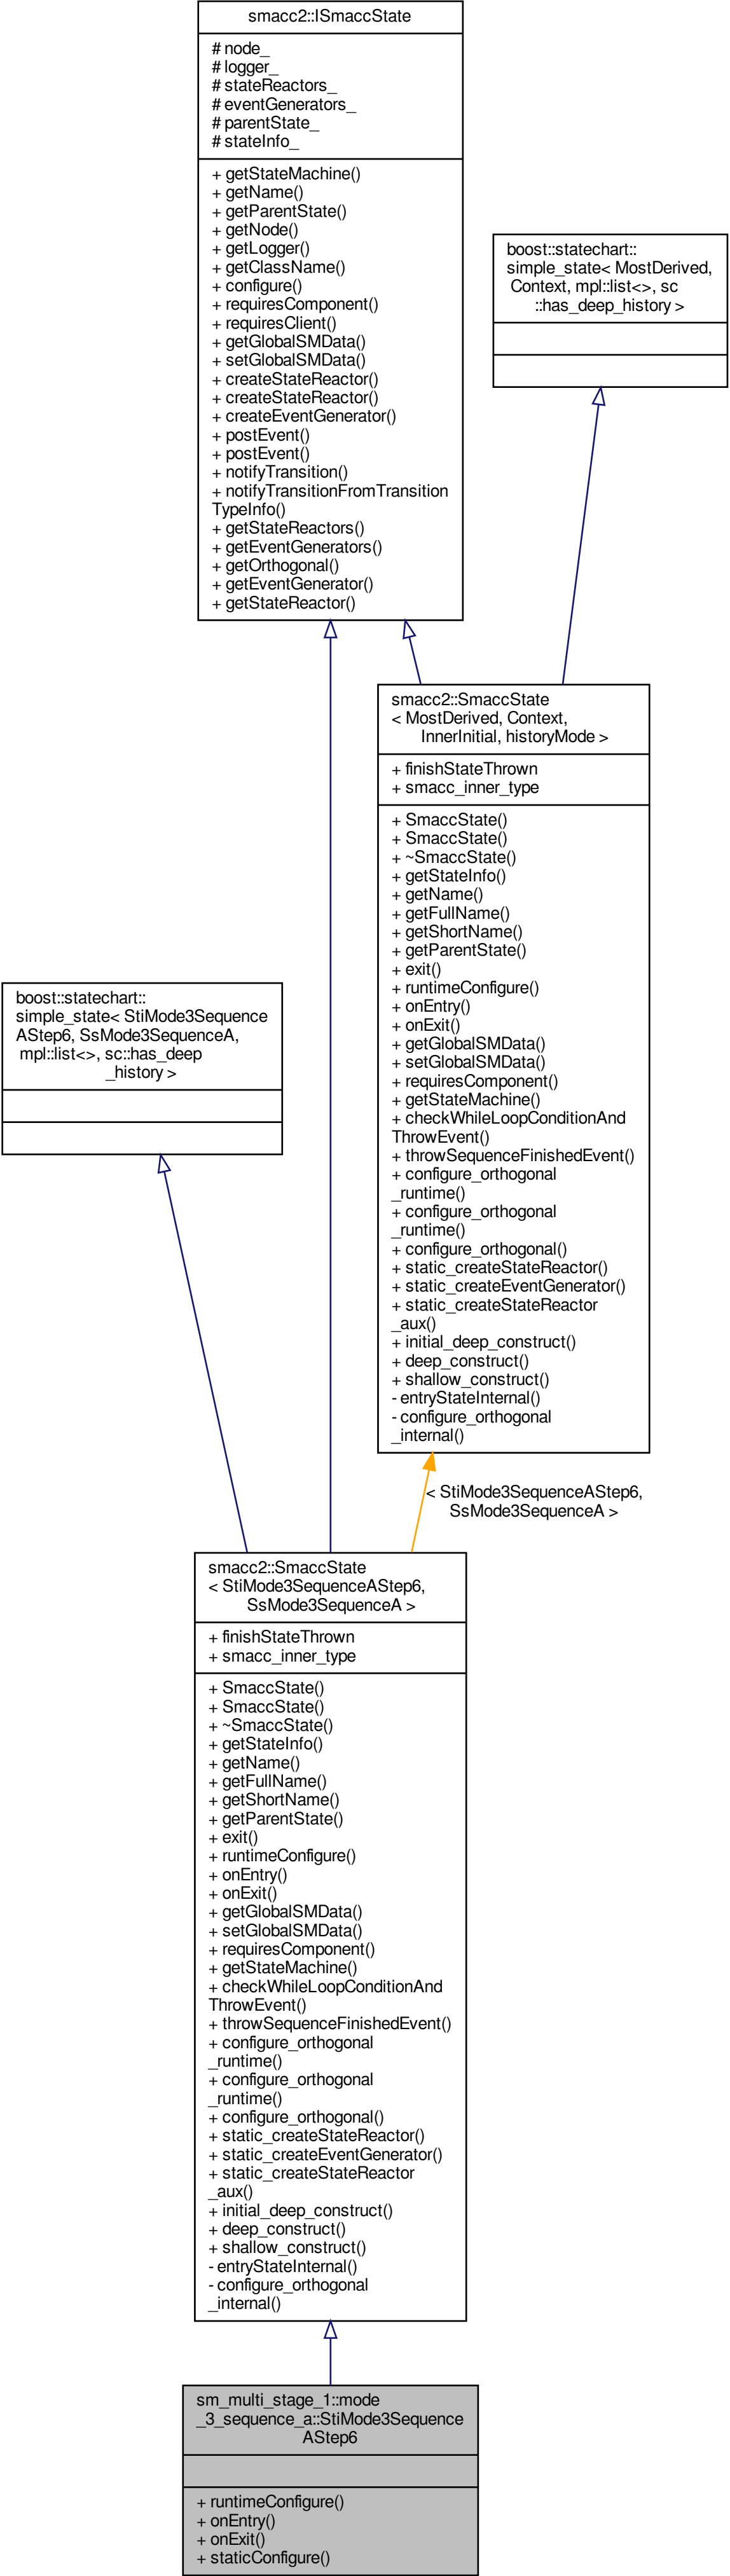 smacc2::ISmaccState
# node_
# logger_
# stateReactors_
# eventGenerators_
# parentState_
# stateInfo_
+ getStateMachine()
+ getName()
+ getParentState()
+ getNode()
+ getLogger()
+ getClassName()
+ configure()
+ requiresComponent()
+ requiresClient()
+ getGlobalSMData()
+ setGlobalSMData()
+ createStateReactor()
+ createStateReactor()
+ createEventGenerator()
+ postEvent()
+ postEvent()
+ notifyTransition()
+ notifyTransitionFromTransition
TypeInfo()
+ getStateReactors()
+ getEventGenerators()
+ getOrthogonal()
+ getEventGenerator()
+ getStateReactor()
boost::statechart::
simple_state< MostDerived,
Context, mpl::list<>, sc
::has_deep_history >
smacc2::SmaccState
< MostDerived, Context,
InnerInitial, historyMode >
+ finishStateThrown
+ smacc_inner_type
+ SmaccState()
+ SmaccState()
+ ~SmaccState()
+ getStateInfo()
+ getName()
+ getFullName()
+ getShortName()
+ getParentState()
+ exit()
+ runtimeConfigure()
+ onEntry()
+ onExit()
+ getGlobalSMData()
+ setGlobalSMData()
+ requiresComponent()
+ getStateMachine()
+ checkWhileLoopConditionAnd
ThrowEvent()
+ throwSequenceFinishedEvent()
+ configure_orthogonal
_runtime()
+ configure_orthogonal
_runtime()
+ configure_orthogonal()
+ static_createStateReactor()
+ static_createEventGenerator()
+ static_createStateReactor
_aux()
+ initial_deep_construct()
+ deep_construct()
+ shallow_construct()
- entryStateInternal()
- configure_orthogonal
_internal()
boost::statechart::
simple_state< StiMode3Sequence
AStep6, SsMode3SequenceA,
mpl::list<>, sc::has_deep
_history >
< StiMode3SequenceAStep6,
SsMode3SequenceA >
smacc2::SmaccState
< StiMode3SequenceAStep6,
SsMode3SequenceA >
+ finishStateThrown
+ smacc_inner_type
+ SmaccState()
+ SmaccState()
+ ~SmaccState()
+ getStateInfo()
+ getName()
+ getFullName()
+ getShortName()
+ getParentState()
+ exit()
+ runtimeConfigure()
+ onEntry()
+ onExit()
+ getGlobalSMData()
+ setGlobalSMData()
+ requiresComponent()
+ getStateMachine()
+ checkWhileLoopConditionAnd
ThrowEvent()
+ throwSequenceFinishedEvent()
+ configure_orthogonal
_runtime()
+ configure_orthogonal
_runtime()
+ configure_orthogonal()
+ static_createStateReactor()
+ static_createEventGenerator()
+ static_createStateReactor
_aux()
+ initial_deep_construct()
+ deep_construct()
+ shallow_construct()
- entryStateInternal()
- configure_orthogonal
_internal()
sm_multi_stage_1::mode
_3_sequence_a::StiMode3Sequence
AStep6
+ runtimeConfigure()
+ onEntry()
+ onExit()
+ staticConfigure()